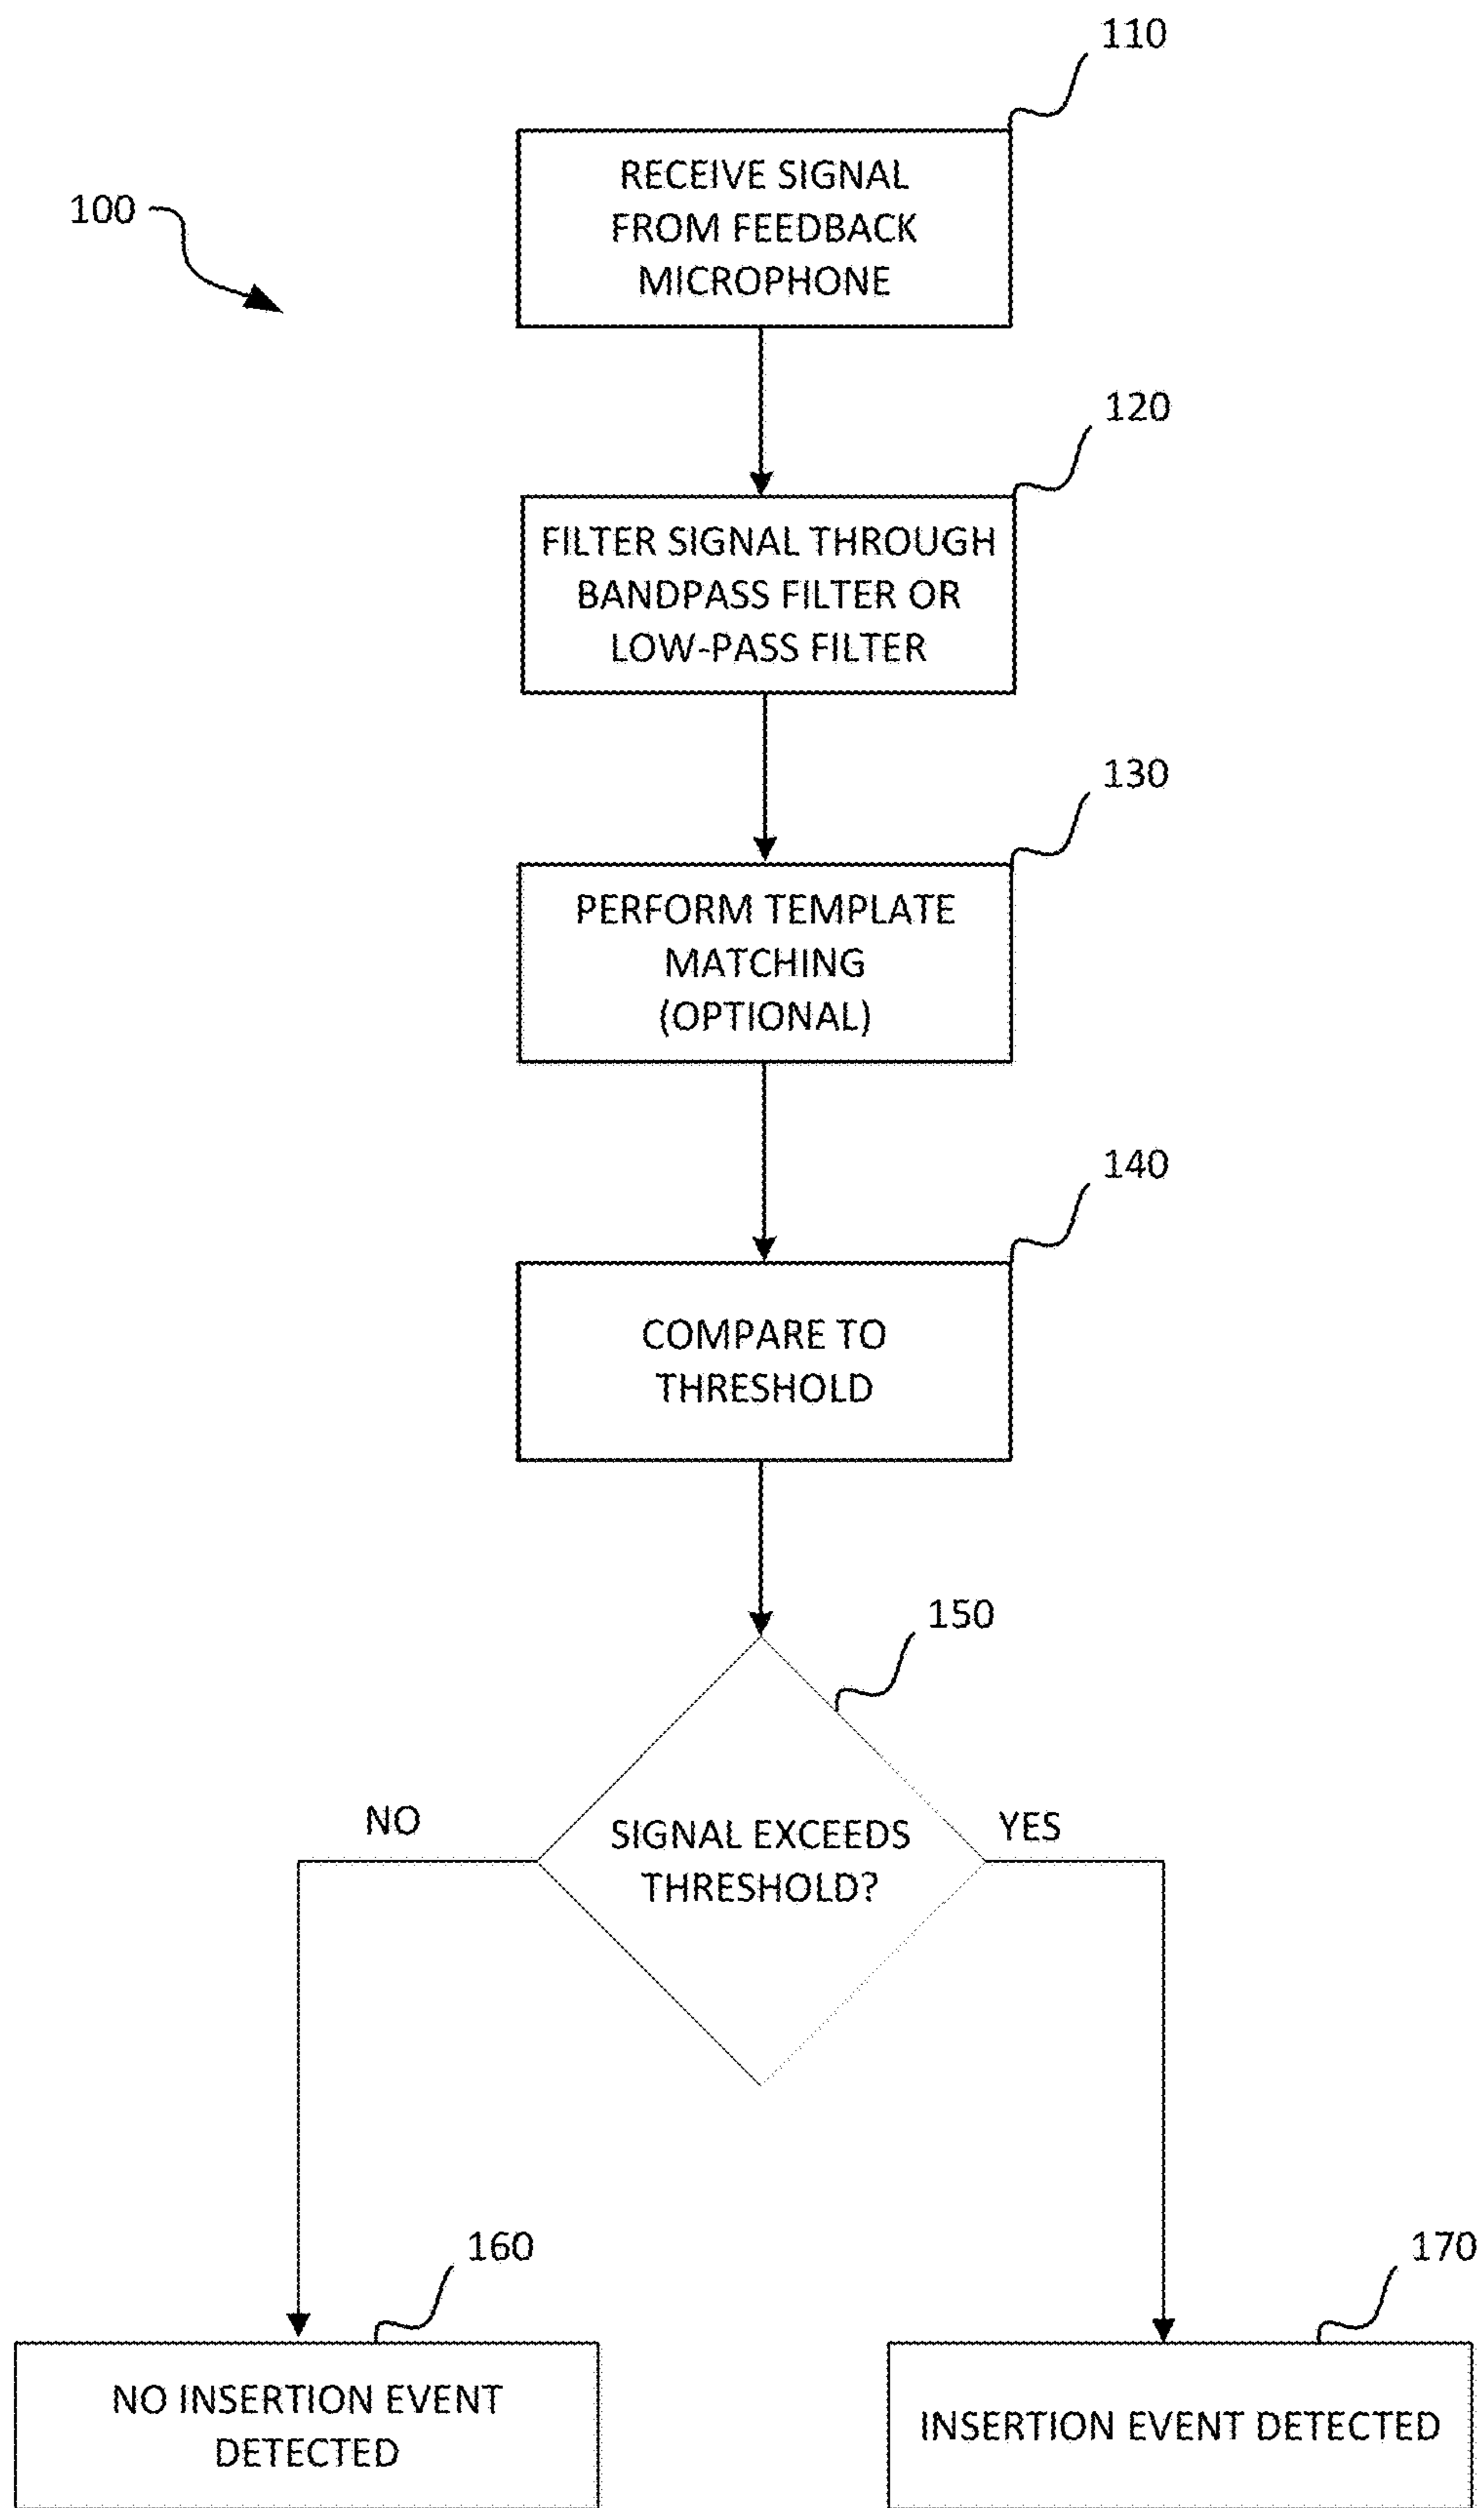 110
100
RECEIVE SIGNAL
FROM FEEDBACK
MICROPHONE
120
FILTER SIGNAL THROUGH
BANDPASS FILTER OR
LOW-PASS FILTER
130
PERFORM TEMPLATE
MATCHING
(OPTIONAL)
140
COMPARE TO
THRESHOLD
150
NO
YES
SIGNAL EXCEEDS
THRESHOLD?
160
170
NO INSERTION EVENT
DETECTED
INSERTION EVENT DETECTED